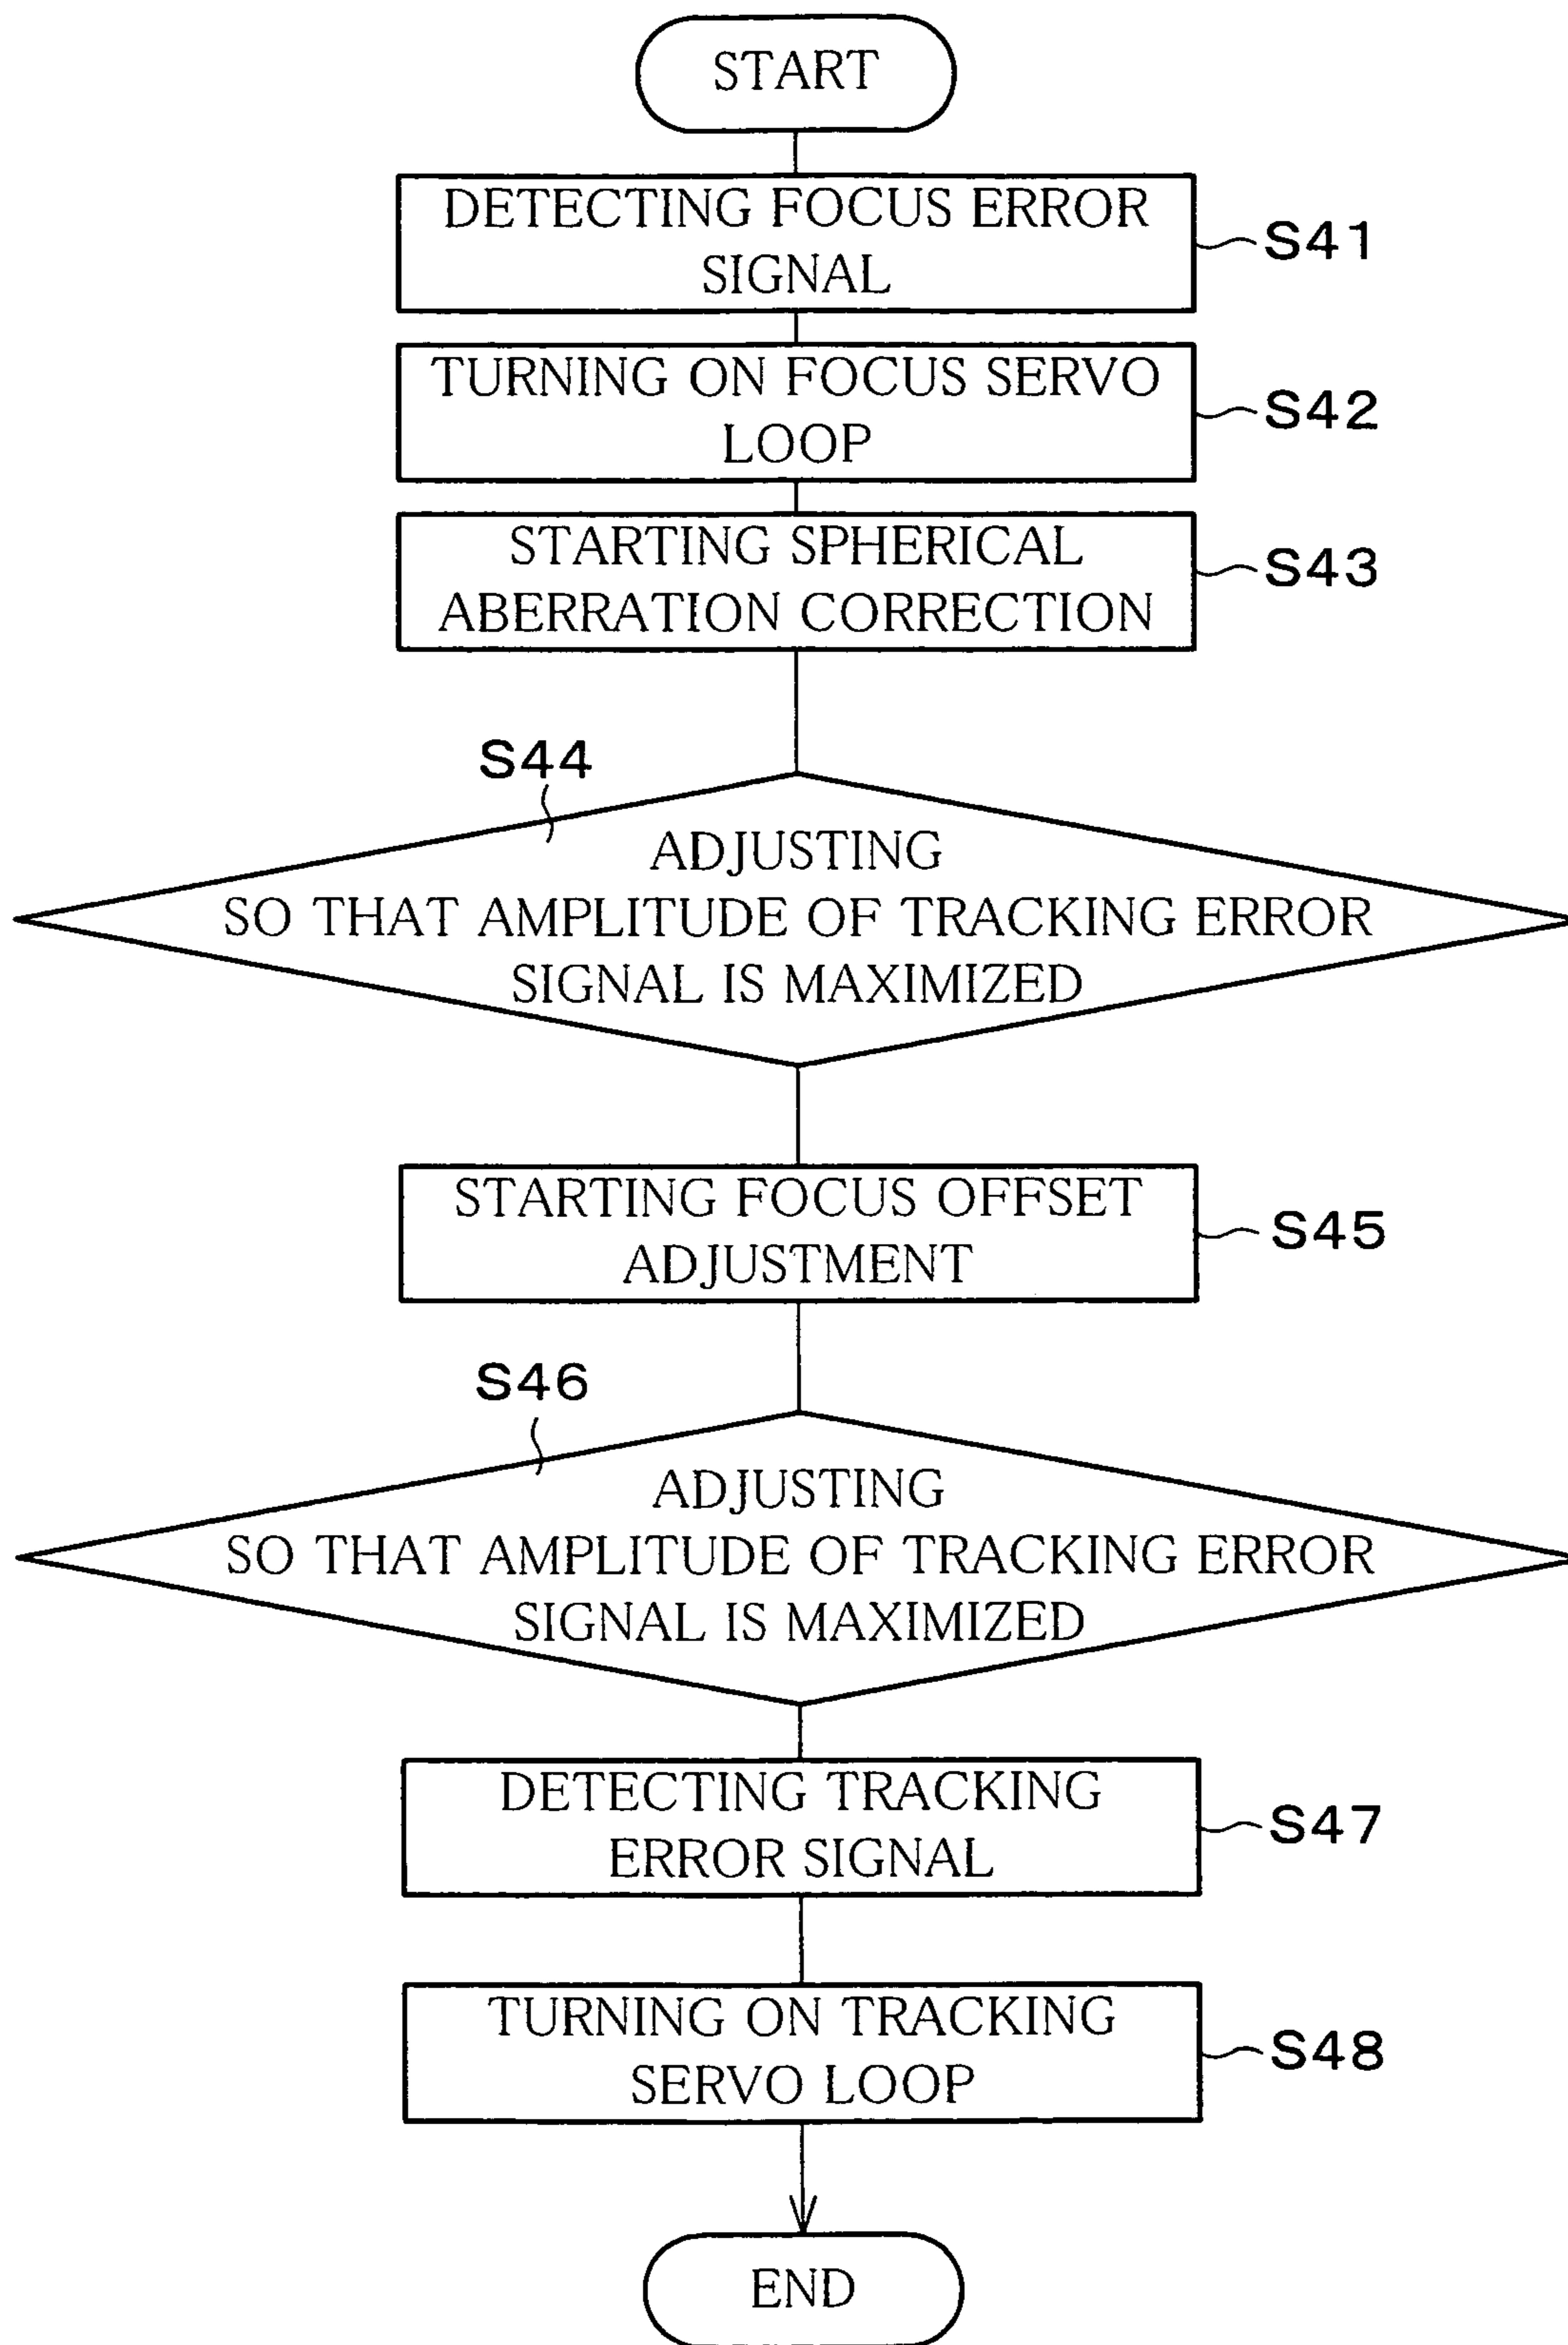 START
DETECTING FOCUS ERROR
SIGNAL
S41
TURNING ON FOCUS SERVO
LOOP
S42
STARTING SPHERICAL
ABERRATION CORRECTION
S43
S44
ADJUSTING
SO THAT AMPLITUDE OF TRACKING ERROR
SIGNAL IS MAXIMIZED
STARTING FOCUS OFFSET
ADJUSTMENT
S45
S46
ADJUSTING
SO THAT AMPLITUDE OF TRACKING ERROR
SIGNAL IS MAXIMIZED
DETECTING TRACKING
ERROR SIGNAL
S47
TURNING ON TRACKING
SERVO LOOP
S48
END